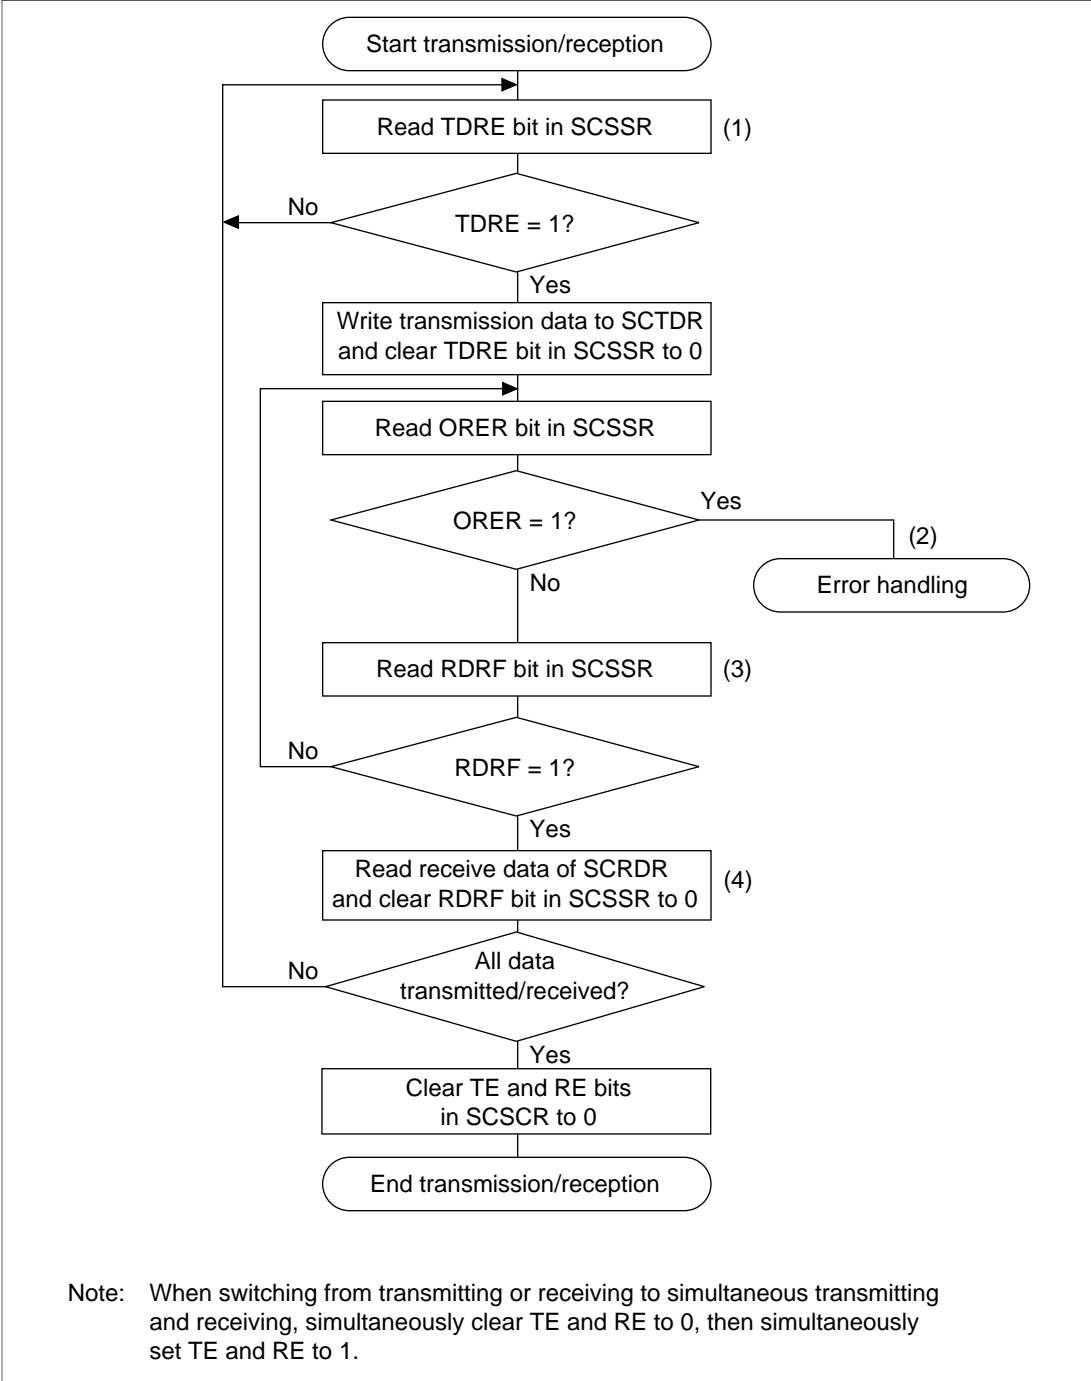 Start transmission/reception
Read TDRE bit in SCSSR
(1)
No
TDRE = 1?
Yes
Write transmission data to SCTDR
and clear TDRE bit in SCSSR to 0
Read ORER bit in SCSSR
ORER = 1?
Yes
(2)
Error handling
No
Read RDRF bit in SCSSR
(3)
No
RDRF = 1?
Yes
Read receive data of SCRDR
and clear RDRF bit in SCSSR to 0
(4)
No
All data
transmitted/received?
Yes
Clear TE and RE bits
in SCSCR to 0
End transmission/reception
Note: When switching from transmitting or receiving to simultaneous transmitting
and receiving, simultaneously clear TE and RE to 0, then simultaneously
set TE and RE to 1.